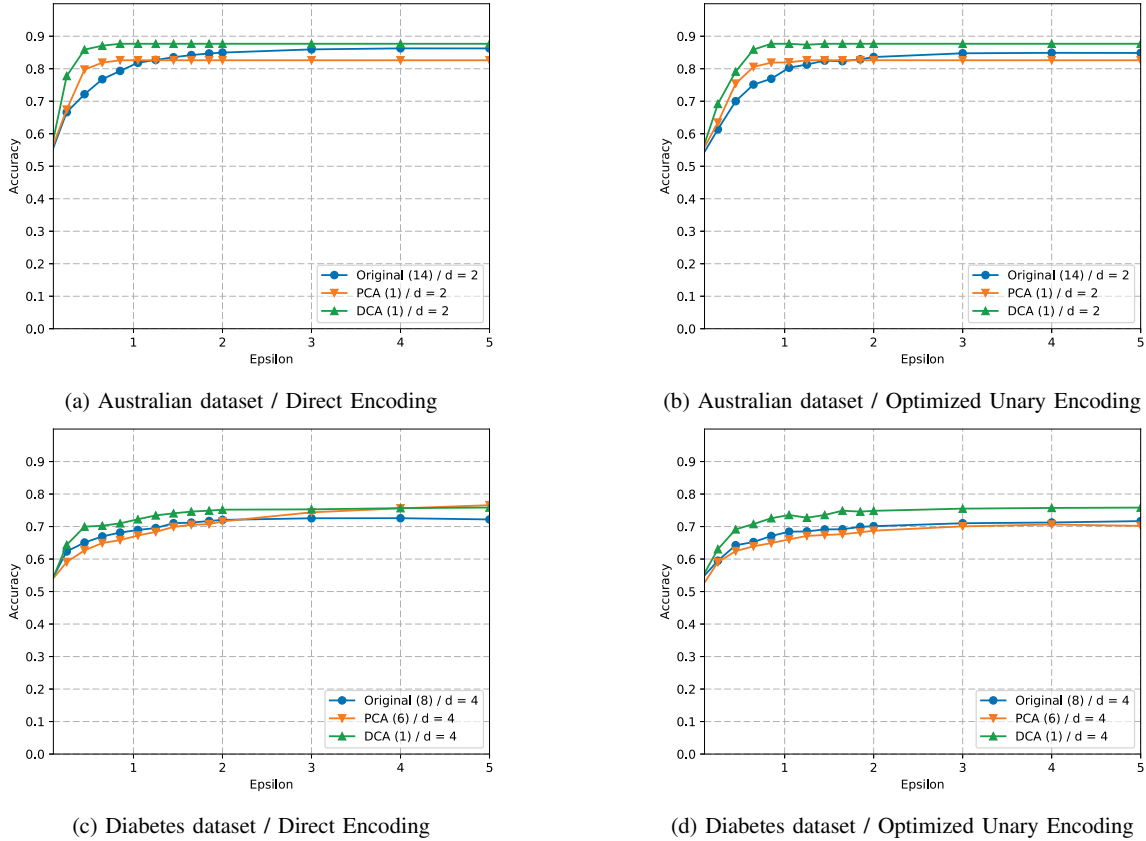 0.9
0.8
0.7
0.6
0.5
0.4
0.3
0.2
0.1
0.0
Accuracy
1 2 3 4 5
Epsilon
Original (14) / d = 2
PCA (1) / d = 2
DCA (1) / d = 2
(a) Australian dataset / Direct Encoding
0.9
0.8
0.7
0.6
0.5
0.4
0.3
0.2
0.1
0.0
Accuracy
1 2 3 4 5
Epsilon
Original (14) / d = 2
PCA (1) / d = 2
DCA (1) / d = 2
(b) Australian dataset / Optimized Unary Encoding
0.9
0.8
0.7
0.6
0.5
0.4
0.3
0.2
0.1
0.0
Accuracy
1 2 3 4 5
Epsilon
Original (8) / d = 4
PCA (6) / d = 4
DCA (1) / d = 4
(c) Diabetes dataset / Direct Encoding
0.9
0.8
0.7
0.6
0.5
0.4
0.3
0.2
0.1
0.0
Accuracy
1 2 3 4 5
Epsilon
Original (8) / d = 4
PCA (6) / d = 4
DCA (1) / d = 4
(d) Diabetes dataset / Optimized Unary Encoding